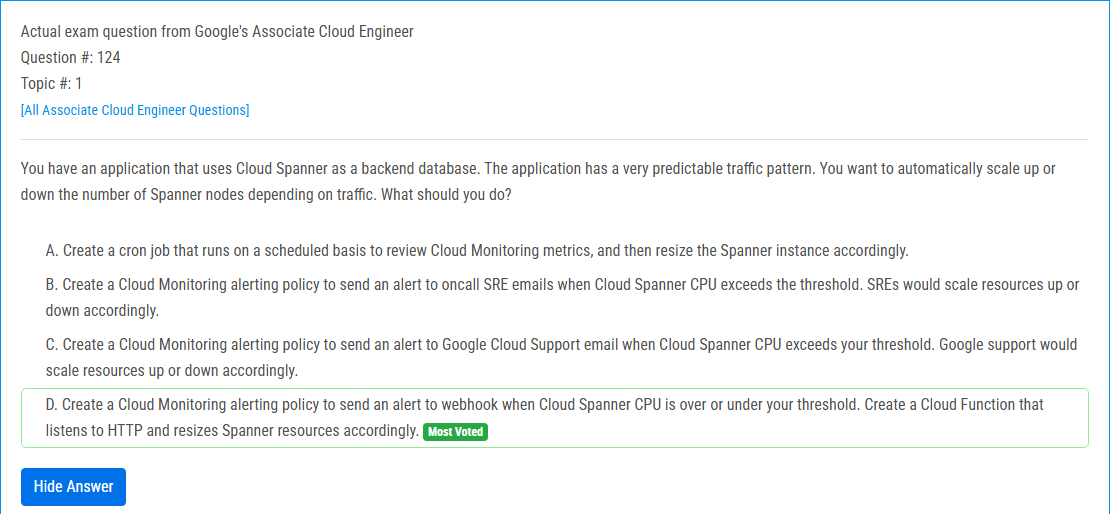 Actual exam question from Google's Associate Cloud Engineer
Question #: 124
Topic #: 1
[All Associate Cloud Engineer Questions]
You have an application that uses Cloud Spanner as a backend database. The application has a very predictable traffic pattern. You want to automatically scale up or
down the number of Spanner nodes depending on traffic. What should you do?
A. Create a cron job that runs on a scheduled basis to review Cloud Monitoring metrics, and then resize the Spanner instance accordingly.
B. Create a Cloud Monitoring alerting policy to send an alert to oncall SRE emails when Cloud Spanner CPU exceeds the threshold. SREs would scale resources up or
down accordingly.
C. Create a Cloud Monitoring alerting policy to send an alert to Google Cloud Support email when Cloud Spanner CPU exceeds your threshold. Google support would
scale resources up or down accordingly.
D. Create a Cloud Monitoring alerting policy to send an alert to webhook when Cloud Spanner CPU is over or under your threshold. Create a Cloud Function that
listens to HTTP and resizes Spanner resources accordingly. Most Voted
Hide Answer